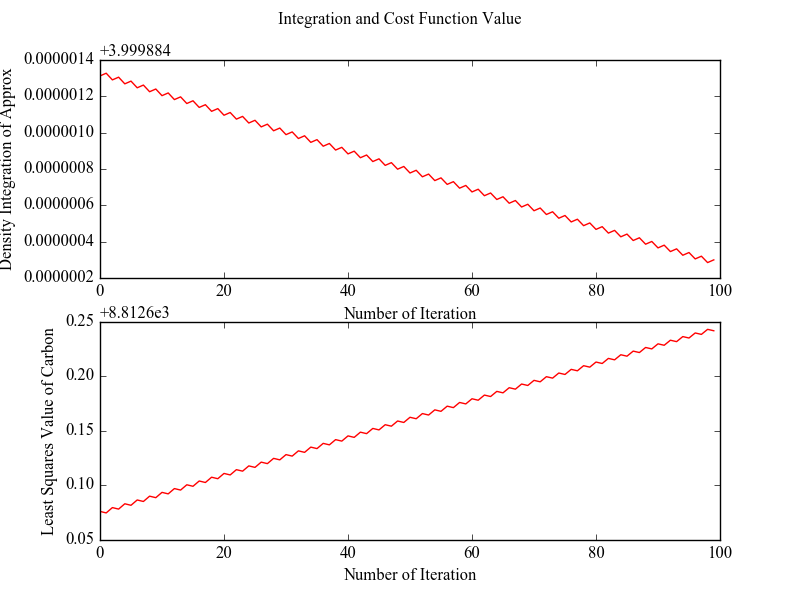 Integration and Cost Function Value
+3.999884
0.0000014
0.0000012
0.0000010
0.0000008
0.0000006
0.0000004
0.0000002
Density Integration of Approx
0 20 40 60 80 100
Number of Iteration
+8.8126e3
0.25
0.20
0.15
0.10
0.05
Least Squares Value of Carbon
0 20 40 60 80 100
Number of Iteration